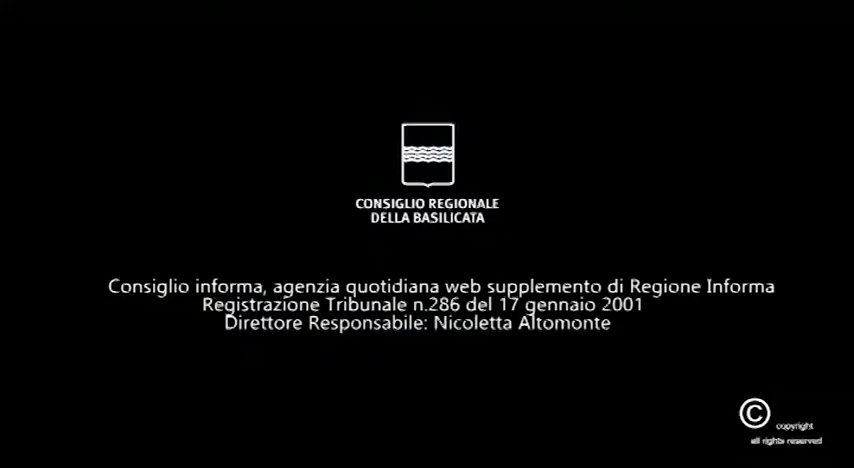 CONSIGLIO REGIONALE
DELLA BASILICATA
Consiglio informa, agenzia quotidiana web supplemento di Regione Informa
Registrazione Tribunale n.286 del 17 gennaio 2001
Direttore Responsabile: Nicoletta Altomonte
© copyright
all rights reserved